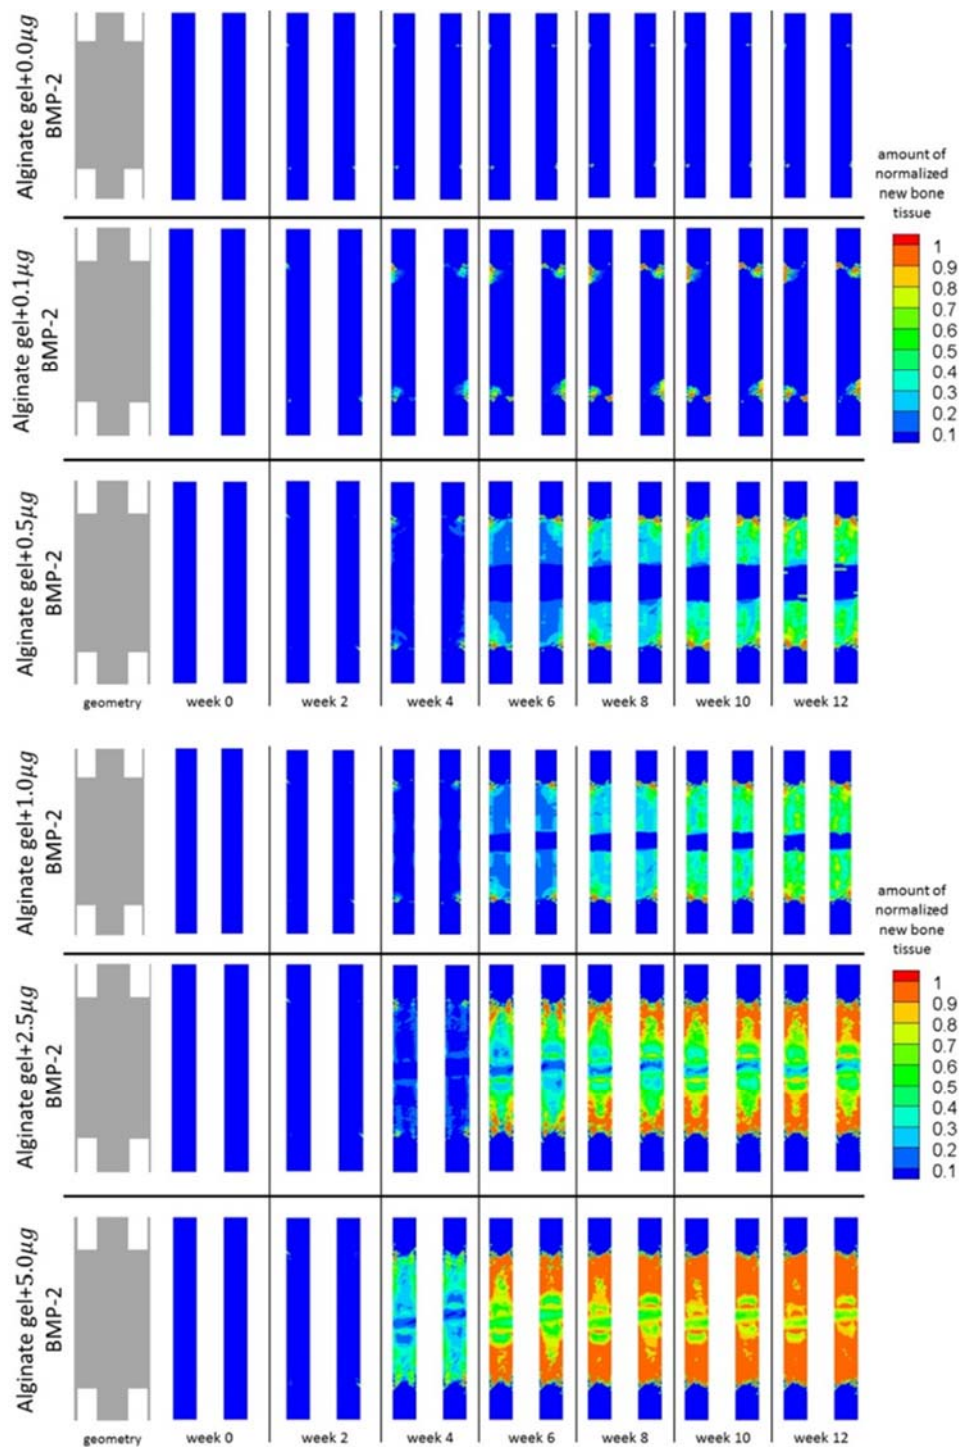 Alginate gel+0.0μg
BMP-2
Alginate gel+0.1μg
BMP-2
Alginate gel+0.5μg
BMP-2
amount of
normalized
new bone
tissue
1
0.9
0.8
0.7
0.6
0.5
0.4
0.3
0.2
0.1
geometry week 0 week 2 week 4 week 6 week 8 week 10 week 12
Alginate gel+1.0μg
BMP-2
Alginate gel+2.5μg
BMP-2
Alginate gel+5.0μg
BMP-2
amount of
normalized
new bone
tissue
1
0.9
0.8
0.7
0.6
0.5
0.4
0.3
0.2
0.1
geometry week 0 week 2 week 4 week 6 week 8 week 10 week 12